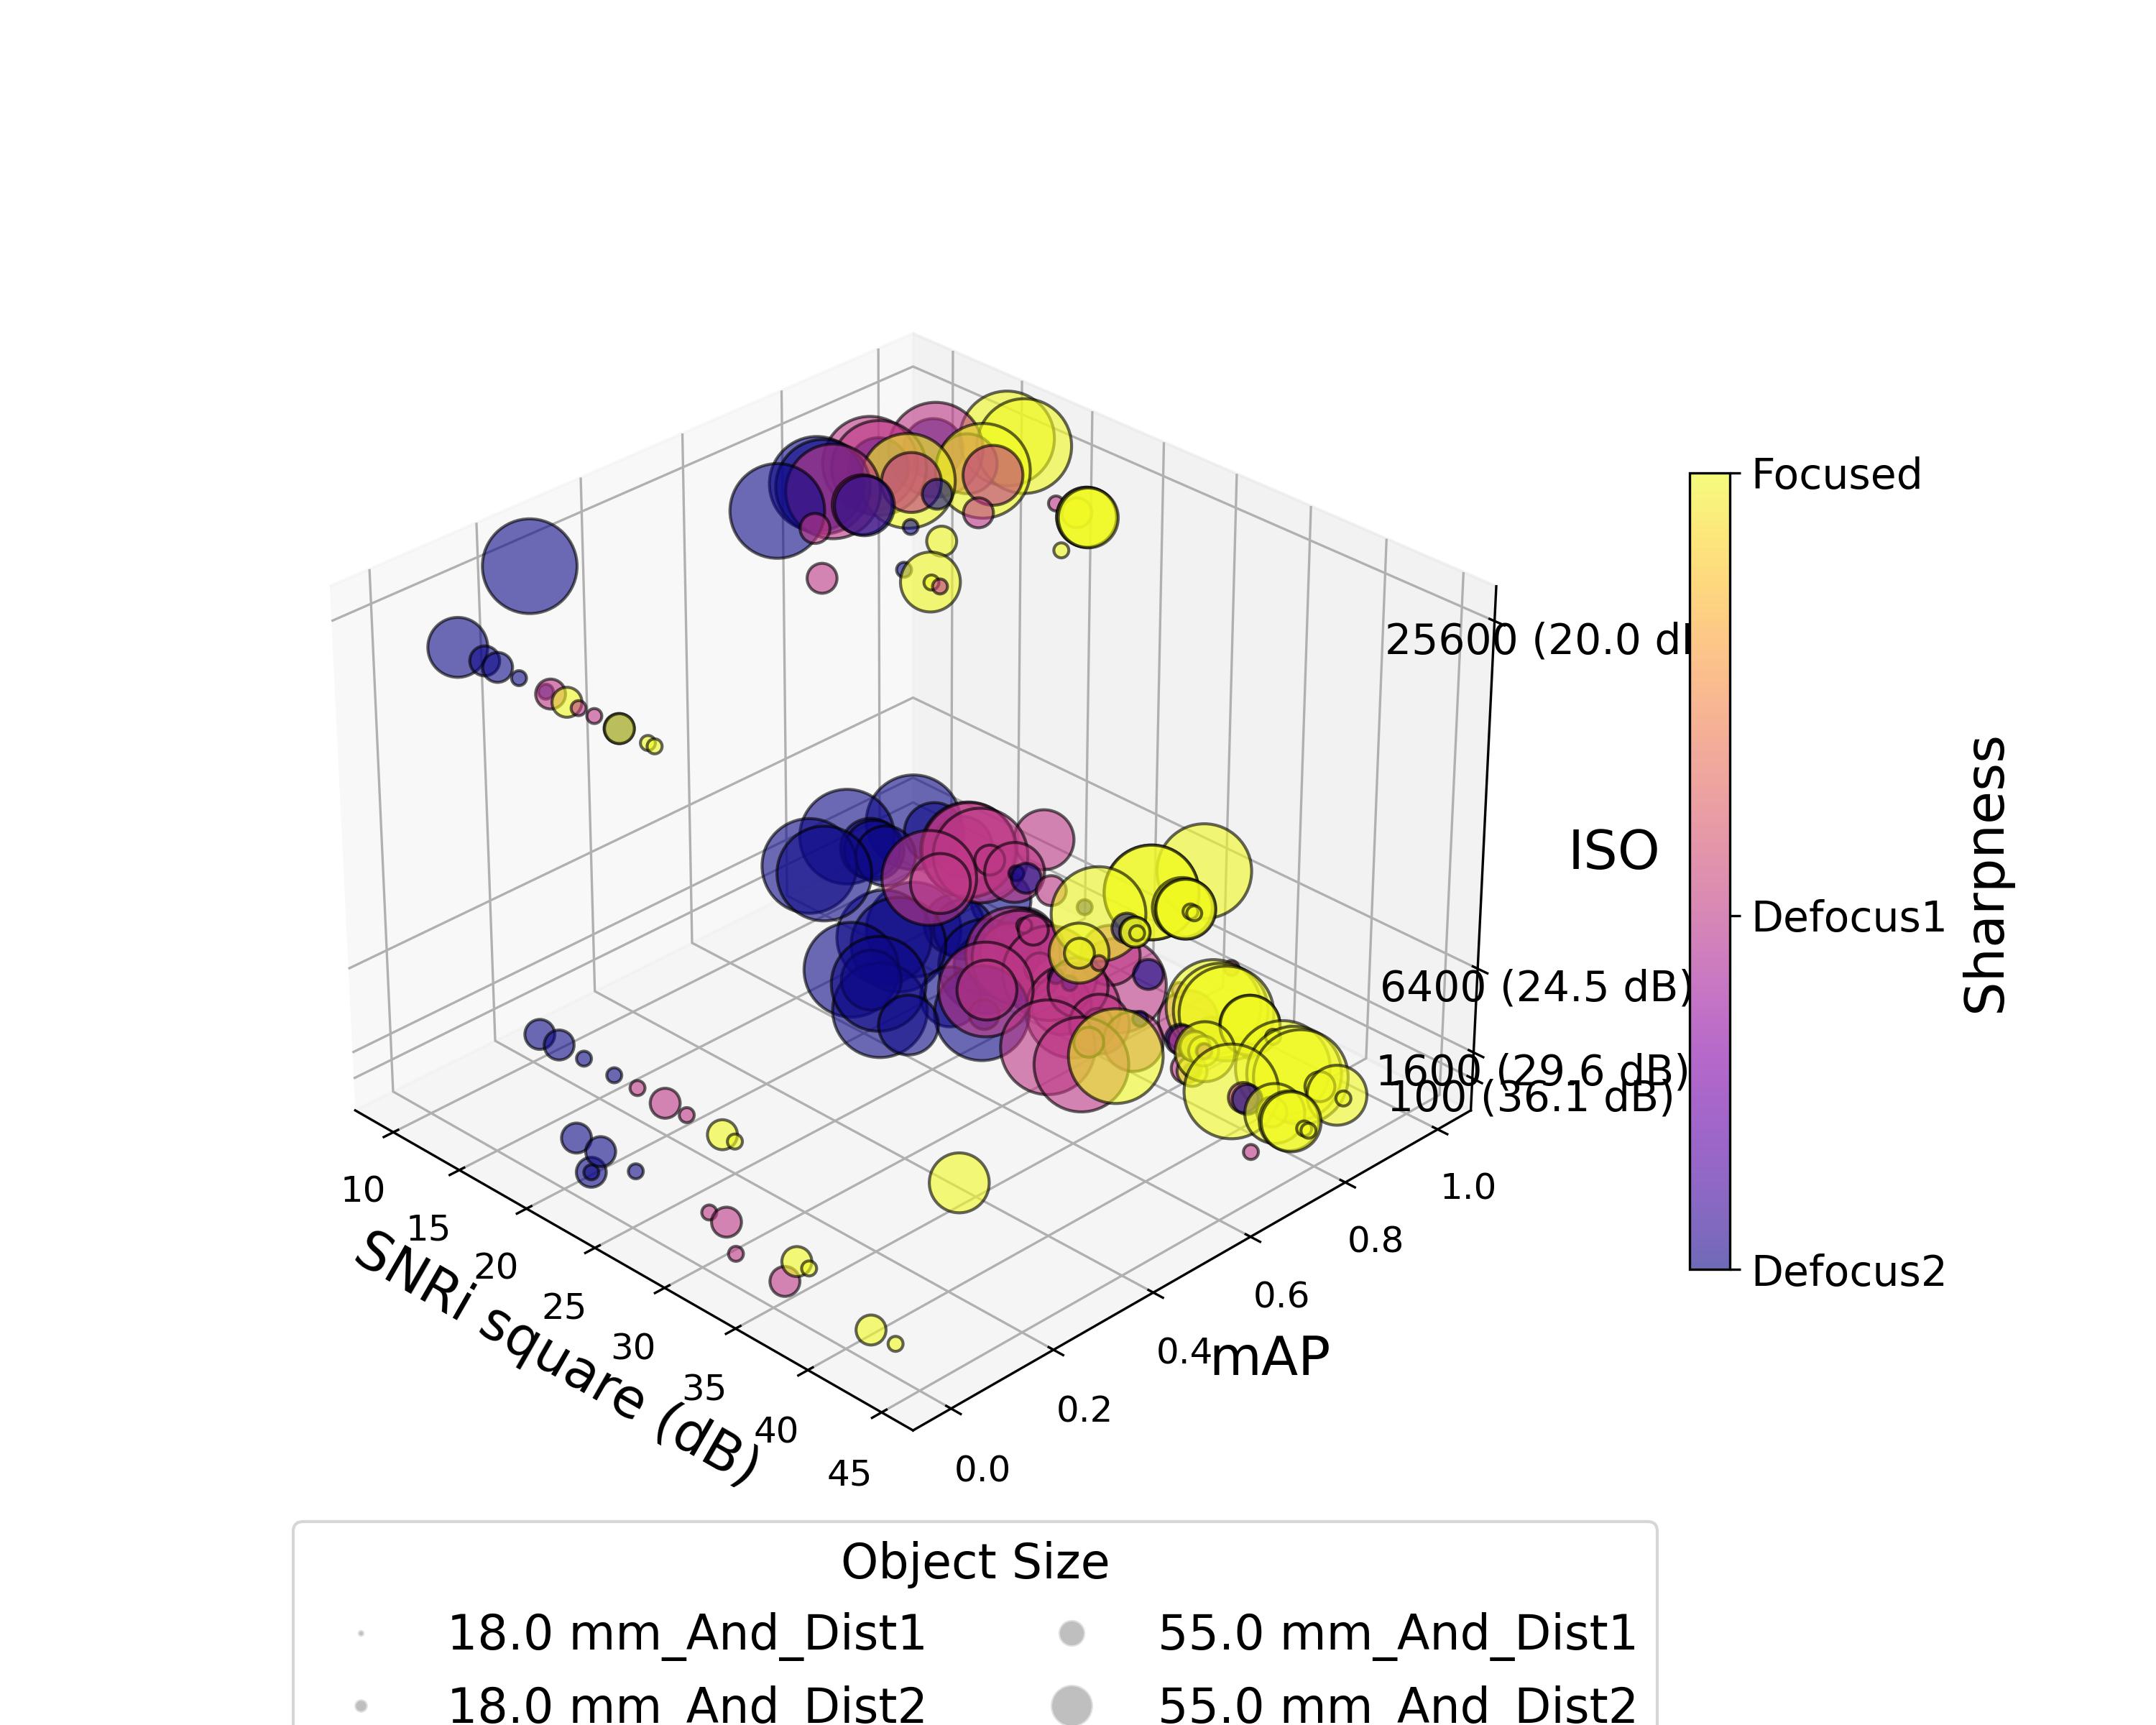 Focused
25600 (20.0 dB
ISO
Sharpness
Defocus1
6400 (24.5 dB)
1600 (29.6 dB)
100 (36.1 dB)
Defocus2
10
15
20
25
30
35
40
45
SNRi square (dB)
0.0
0.2
0.4
0.6
0.8
1.0
mAP
Object Size
18.0 mm_And_Dist1
55.0 mm_And_Dist1
18.0 mm_And_Dist2
55.0 mm_And_Dist2